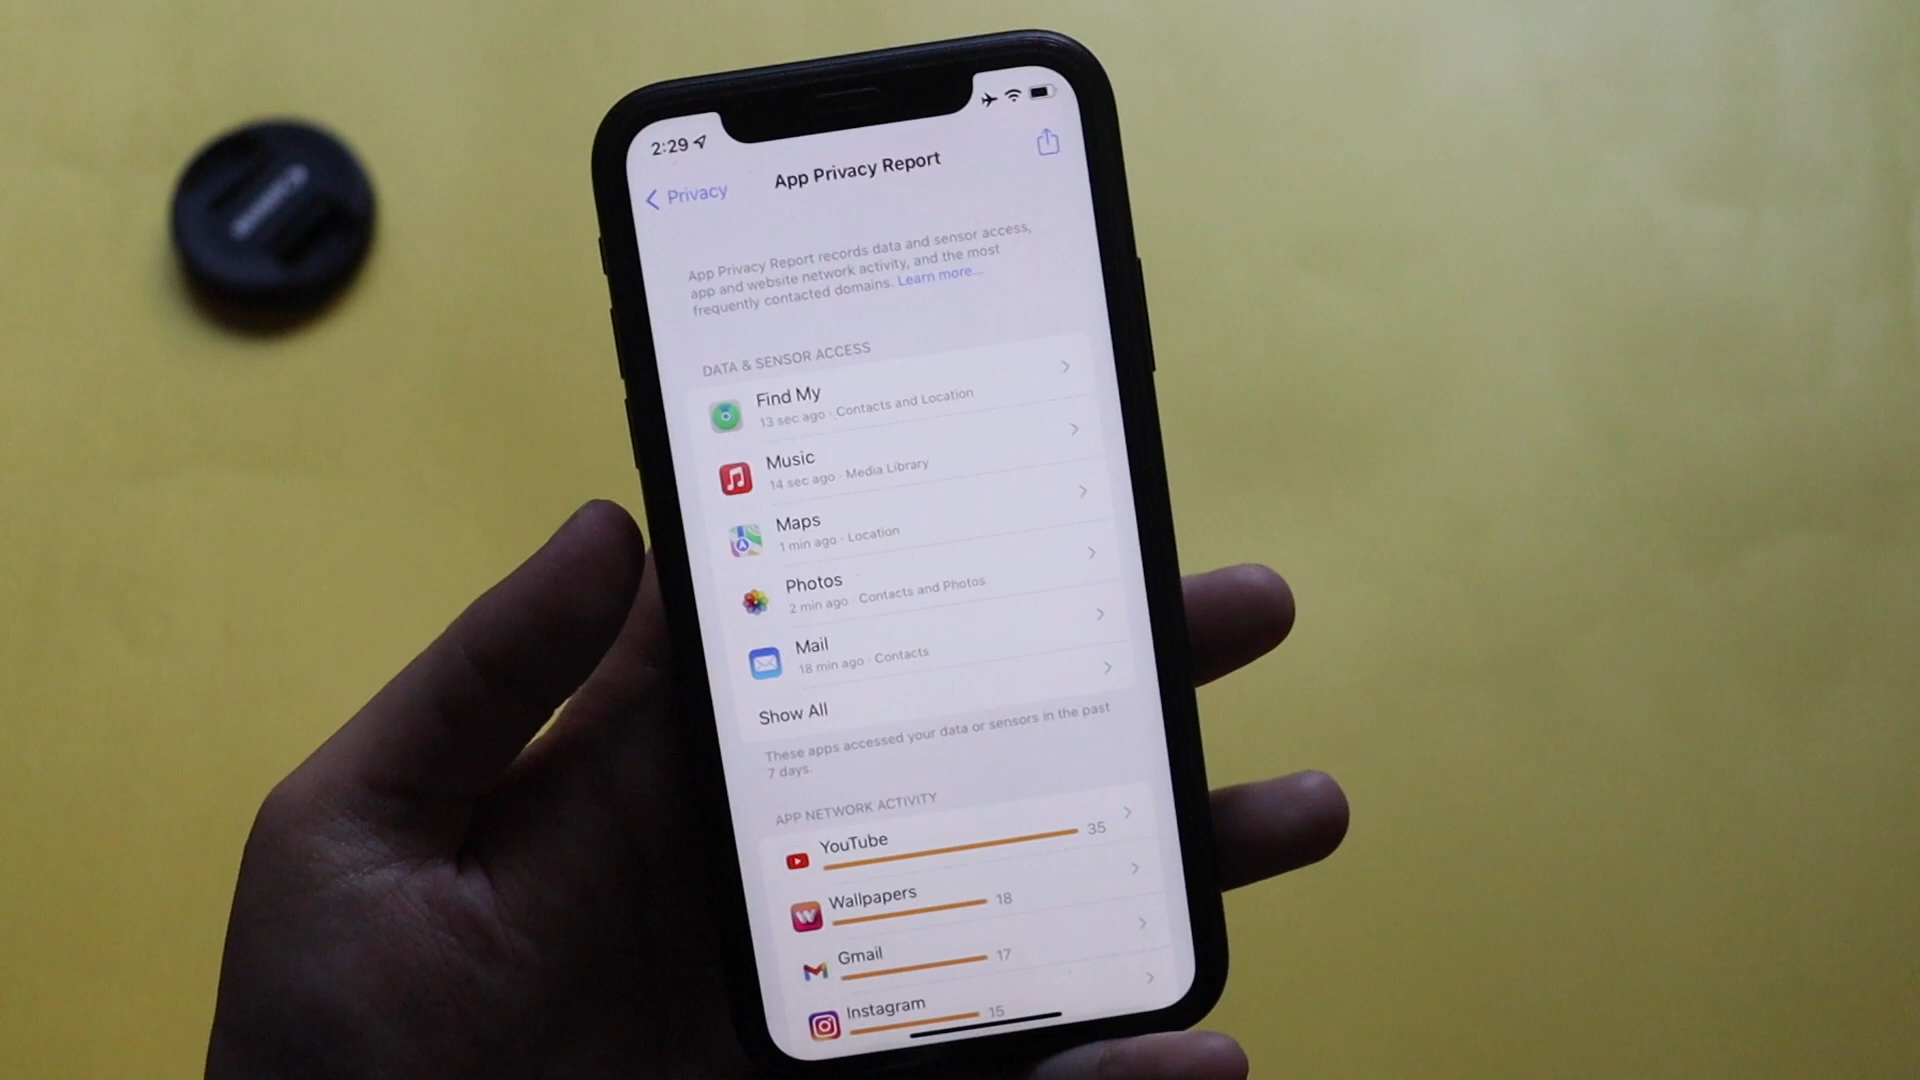 2:29
Privacy
App Privacy Report
App Privacy Report records data and sensor access,
app and website network activity, and the most
frequently contacted domains. Learn more...
DATA & SENSOR ACCESS
Find My
13 sec ago · Contacts and Location
Music
14 sec ago · Media Library
Maps
1 min ago · Location
Photos
2 min ago · Contacts and Photos
Mail
18 min ago · Contacts
Show All
These apps accessed your data or sensors in the past
7 days.
APP NETWORK ACTIVITY
YouTube
35
Wallpapers
18
Gmail
17
Instagram
15